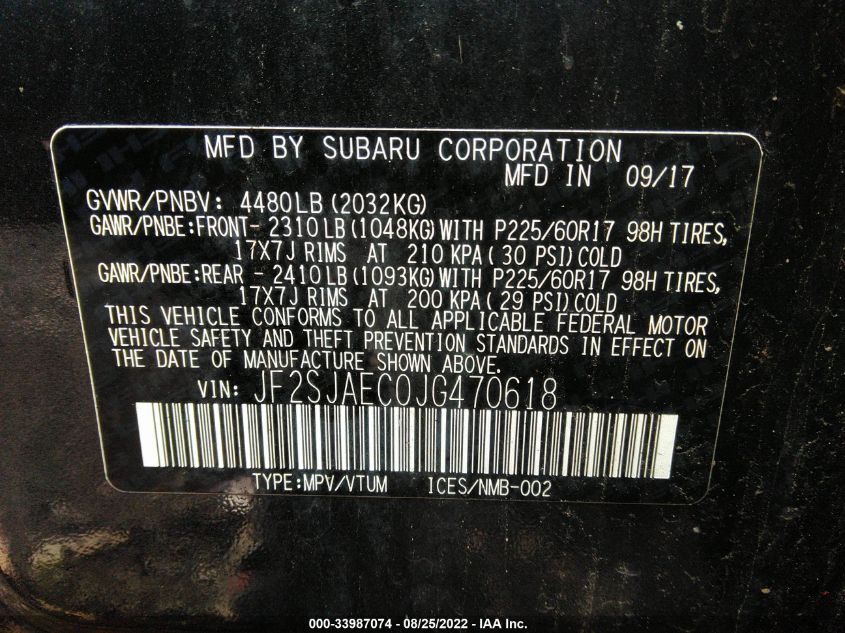 MFD BY SUBARU CORPORATION
MFD IN 09/17
GVWR/PNBV: 4480LB(2032KG)
GAWR/PNBE:FRONT- 2310LB(1048KG)WITH P225/60R17 98H TIRES,
17X7J RIMS AT 210 KPA( 30 PSI)COLD
GAWR/PNBE:REAR - 2410LB(1093KG)WITH P225/60R17 98H TIRES,
17X7J RIMS AT 200 KPA( 29 PSI)COLD
THIS VEHICLE CONFORMS TO ALL APPLICABLE FEDERAL MOTOR
VEHICLE SAFETY AND THEFT PREVENTION STANDARDS IN EFFECT ON
THE DATE OF MANUFACTURE SHOWN ABOVE.
VIN: JF2SJAEC0JG470618
TYPE:MPV/VTUM ICES/NMB-002
000-33987074 - 08/25/2022 - IAA Inc.